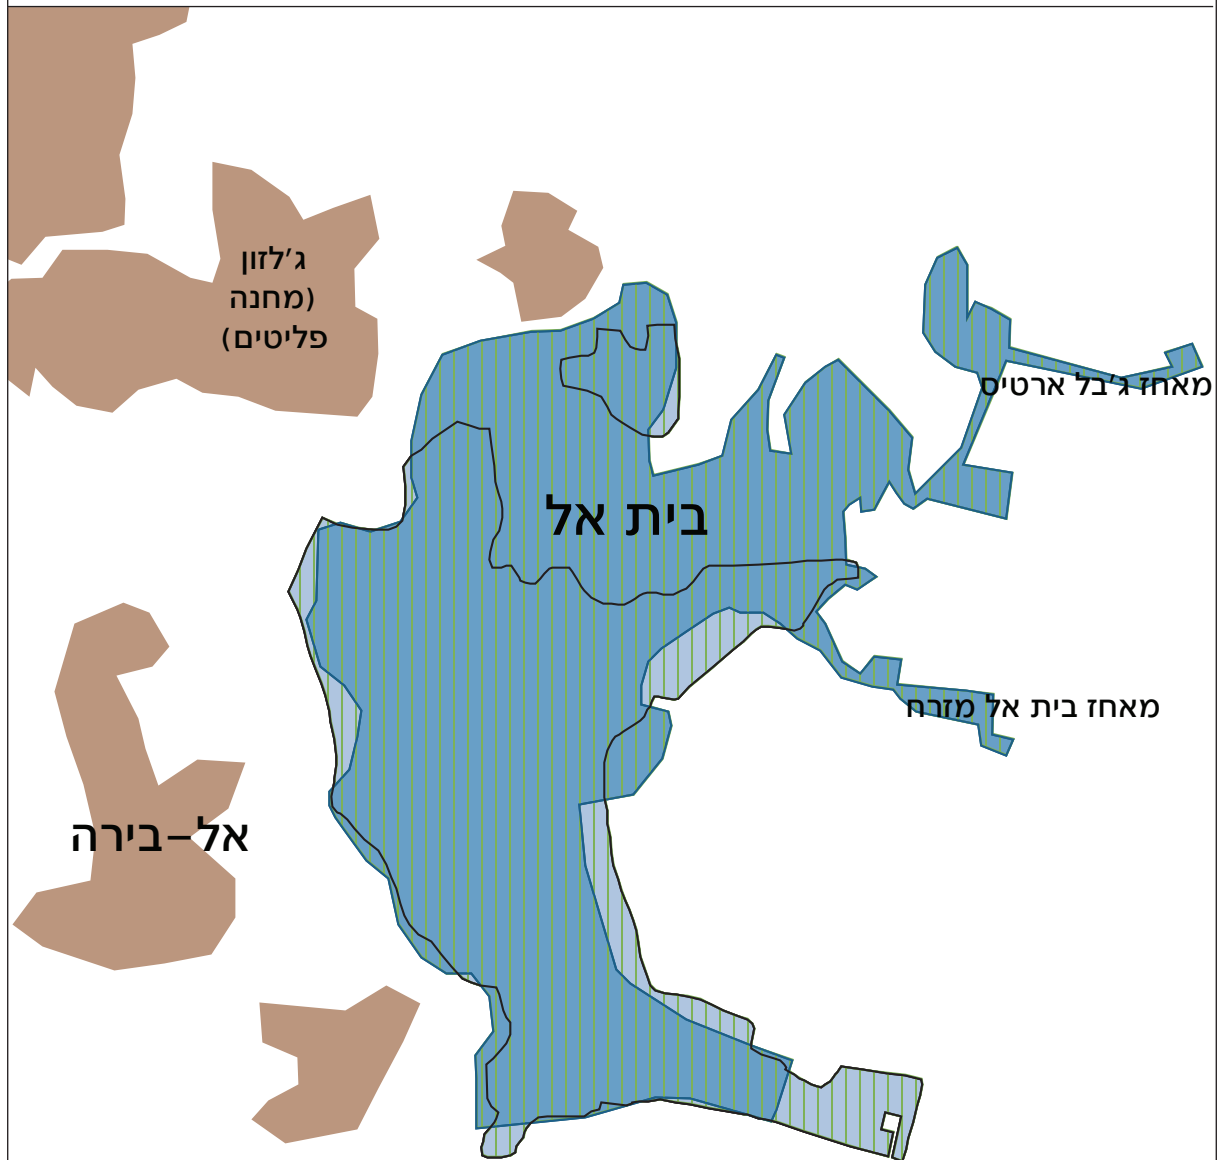 ג'לזון
(מחנה
פליטים)
מאחז ג'בל ארטיס
בית אל
מאחז בית אל מזרח
אל-בירה